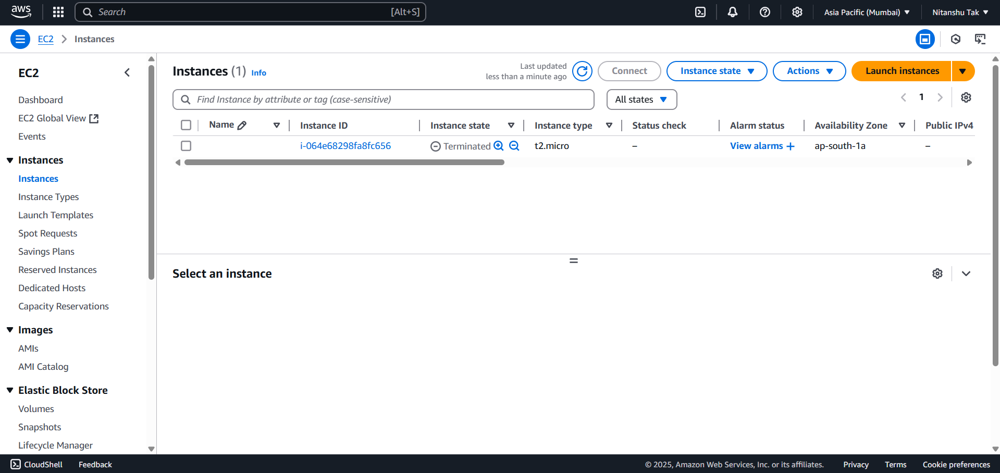 aws
Search [Alt+S]
Asia Pacific (Mumbai)
Nitanshu Tak
EC2 Instances
EC2
Dashboard
EC2 Global View
Events
Instances
Instances
Instance Types
Launch Templates
Spot Requests
Savings Plans
Reserved Instances
Dedicated Hosts
Capacity Reservations
Images
AMIs
AMI Catalog
Elastic Block Store
Volumes
Snapshots
Lifecycle Manager
Instances (1) Info
Last updated
less than a minute ago
Connect
Instance state
Actions
Launch instances
Find Instance by attribute or tag (case-sensitive)
All states
1
Name Instance ID Instance state Instance type Status check Alarm status Availability Zone Public IPv4
i-064e68298fa8fc656 Terminated t2.micro – View alarms + ap-south-1a –
Select an instance
CloudShell Feedback © 2025, Amazon Web Services, Inc. or its affiliates. Privacy Terms Cookie preferences